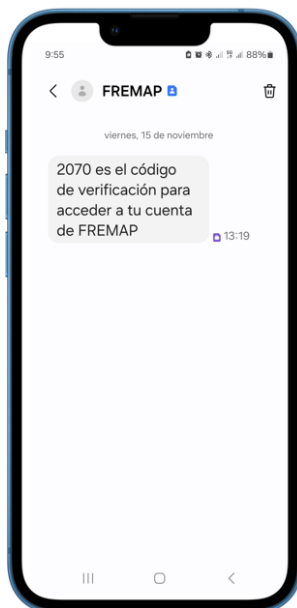 9:55
88%
FREMAP
viernes, 15 de noviembre
2070 es el código
de verificación para
acceder a tu cuenta
de FREMAP
13:19